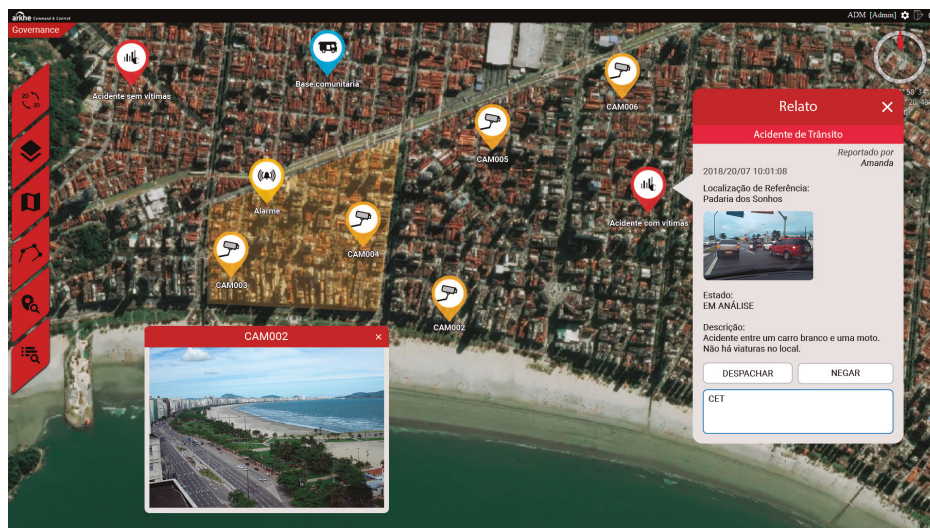 arkhe Command & Control
ADM [Admin]
Governance
2D
3D
Acidente sem vítimas
Base comunitária
CAM006
CAM005
Alarme
CAM004
CAM003
CAM002
Acidente com vítimas
CAM002
×
Relato
×
Acidente de Trânsito
Reportado por
Amanda
2018/20/07 10:01:08
Localização de Referência:
Padaria dos Sonhos
Estado:
EM ANÁLISE
Descrição:
Acidente entre um carro branco e uma moto.
Não há viaturas no local.
DESPACHAR
NEGAR
CET